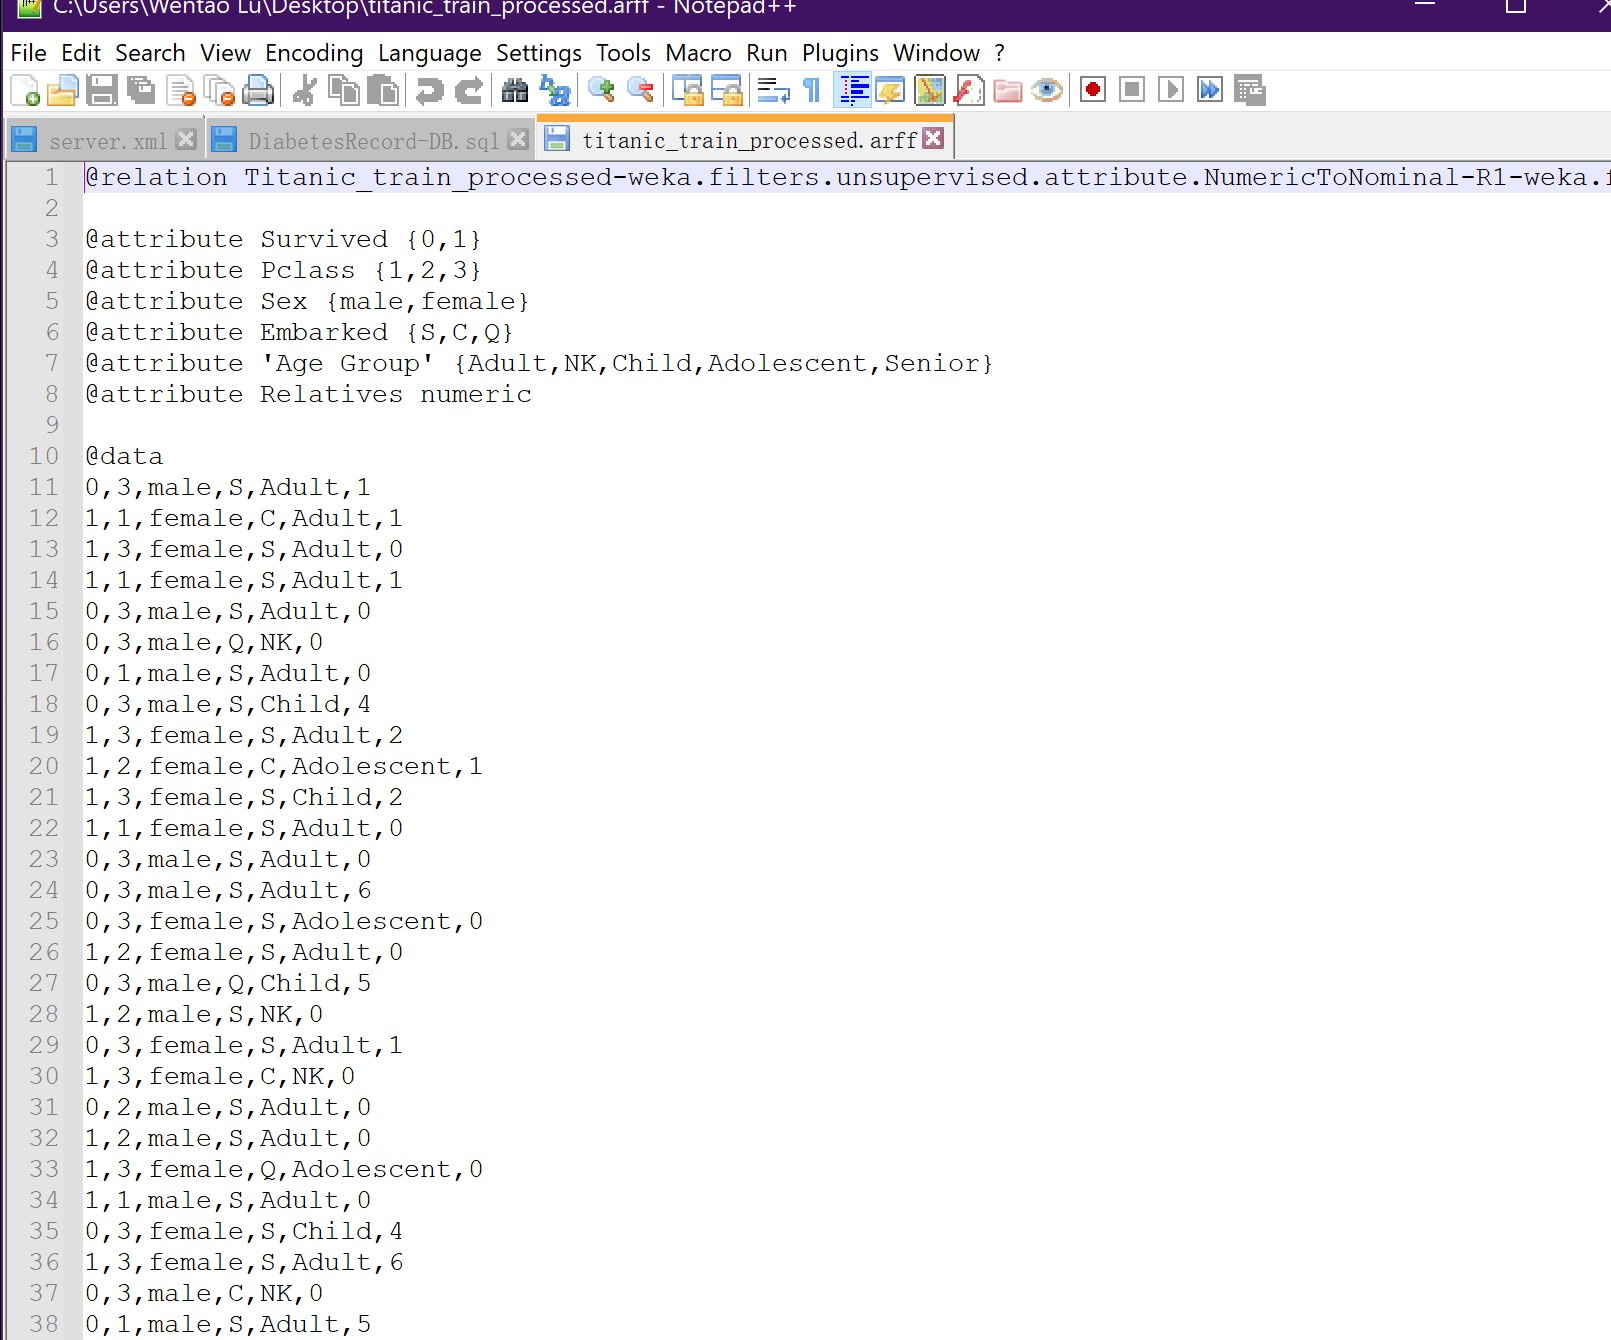 C:\Users\Wentao Lu\Desktop\titanic_train_processed.arff - Notepad++
File Edit Search View Encoding Language Settings Tools Macro Run Plugins Window ?
server.xml DiabetesRecord-DB.sql titanic_train_processed.arff
1 @relation Titanic_train_processed-weka.filters.unsupervised.attribute.NumericToNominal-R1-weka.f
2
3 @attribute Survived {0,1}
4 @attribute Pclass {1,2,3}
5 @attribute Sex {male,female}
6 @attribute Embarked {S,C,Q}
7 @attribute 'Age Group' {Adult,NK,Child,Adolescent,Senior}
8 @attribute Relatives numeric
9
10 @data
11 0,3,male,S,Adult,1
12 1,1,female,C,Adult,1
13 1,3,female,S,Adult,0
14 1,1,female,S,Adult,1
15 0,3,male,S,Adult,0
16 0,3,male,Q,NK,0
17 0,1,male,S,Adult,0
18 0,3,male,S,Child,4
19 1,3,female,S,Adult,2
20 1,2,female,C,Adolescent,1
21 1,3,female,S,Child,2
22 1,1,female,S,Adult,0
23 0,3,male,S,Adult,0
24 0,3,male,S,Adult,6
25 0,3,female,S,Adolescent,0
26 1,2,female,S,Adult,0
27 0,3,male,Q,Child,5
28 1,2,male,S,NK,0
29 0,3,female,S,Adult,1
30 1,3,female,C,NK,0
31 0,2,male,S,Adult,0
32 1,2,male,S,Adult,0
33 1,3,female,Q,Adolescent,0
34 1,1,male,S,Adult,0
35 0,3,female,S,Child,4
36 1,3,female,S,Adult,6
37 0,3,male,C,NK,0
38 0,1,male,S,Adult,5